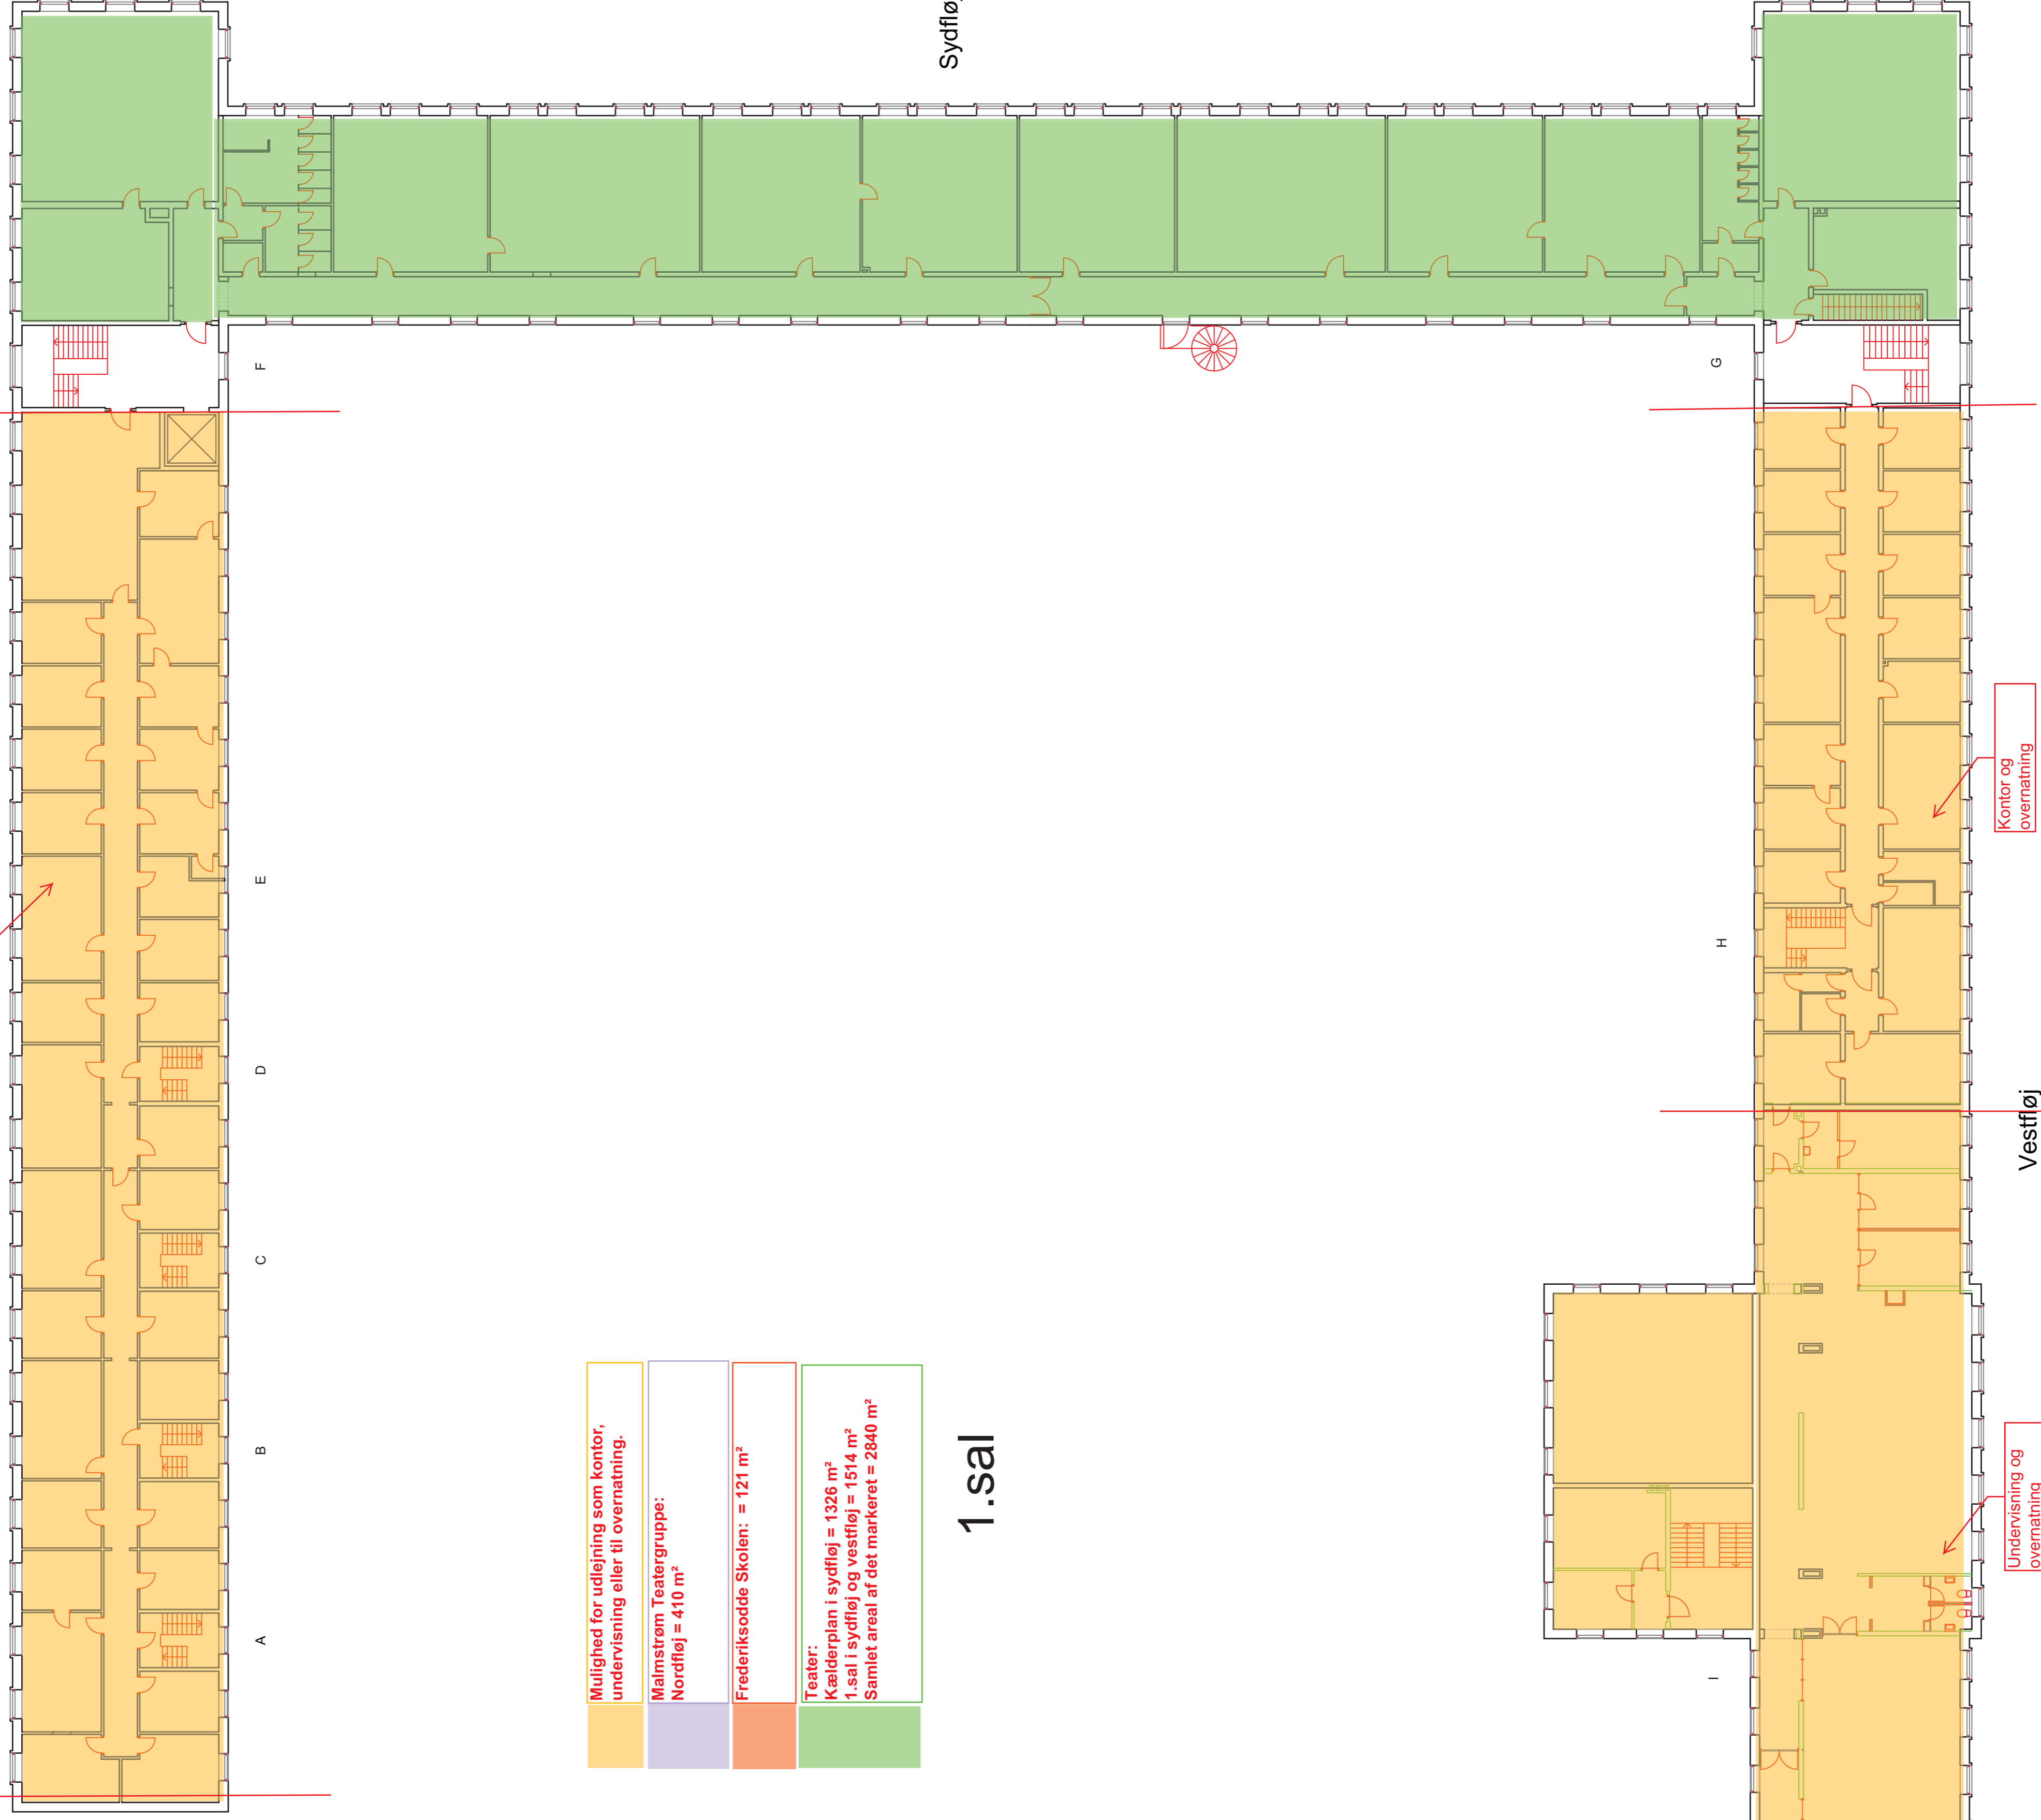 Sydfløj
F
G
E
H
D
C
B
A
I
Kontor og
overnatning
Vestfløj
Undervisning og
overnatning
Mulighed for udlejning som kontor,
undervisning eller til overnatning.
Malmstrøm Teatergruppe:
Nordfløj = 410 m²
Frederiksodde Skolen: = 121 m²
Teater:
Kælderplan i sydfløj = 1326 m²
1.sal i sydfløj og vestfløj = 1514 m²
Samlet areal af det markeret = 2840 m²
1.sal